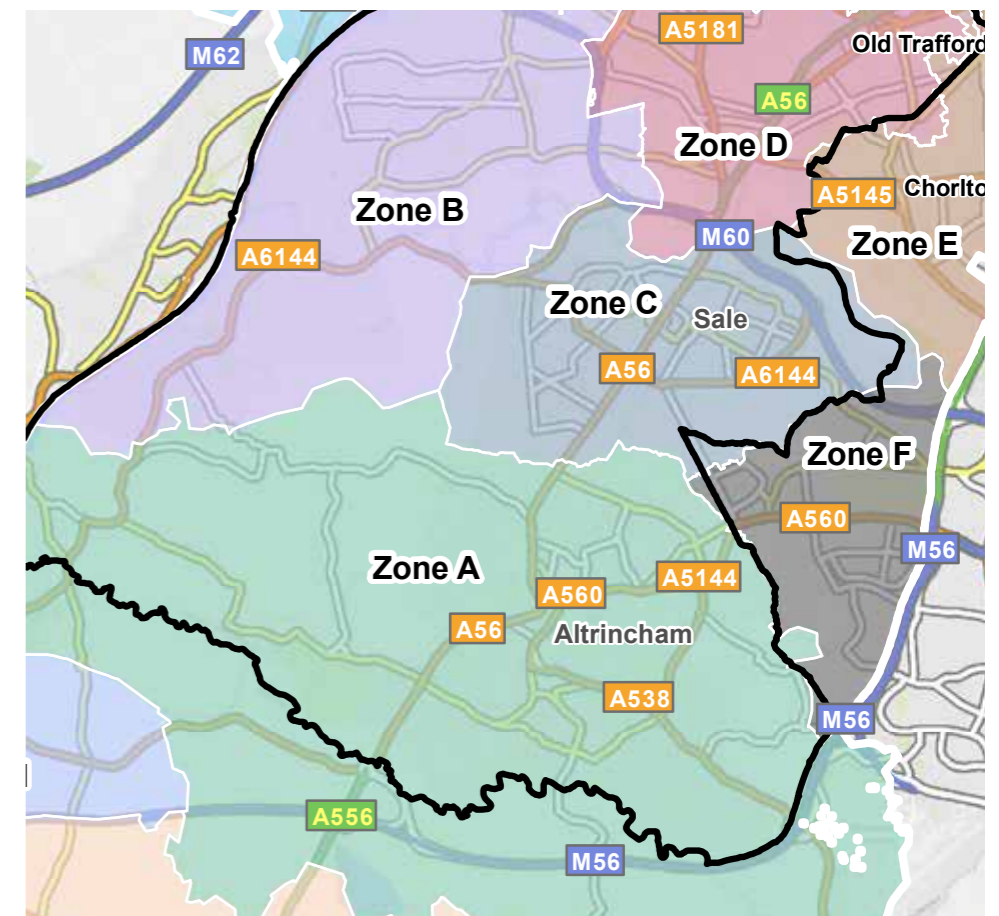 A5181
Old Trafford
M62
A56
Zone D
A5145
Chorlto
Zone B
M60
Zone E
A6144
Zone C
Sale
A56
A6144
Zone F
A560
M56
Zone A
A5144
A560
A56
Altrincham
A538
M56
A556
M56